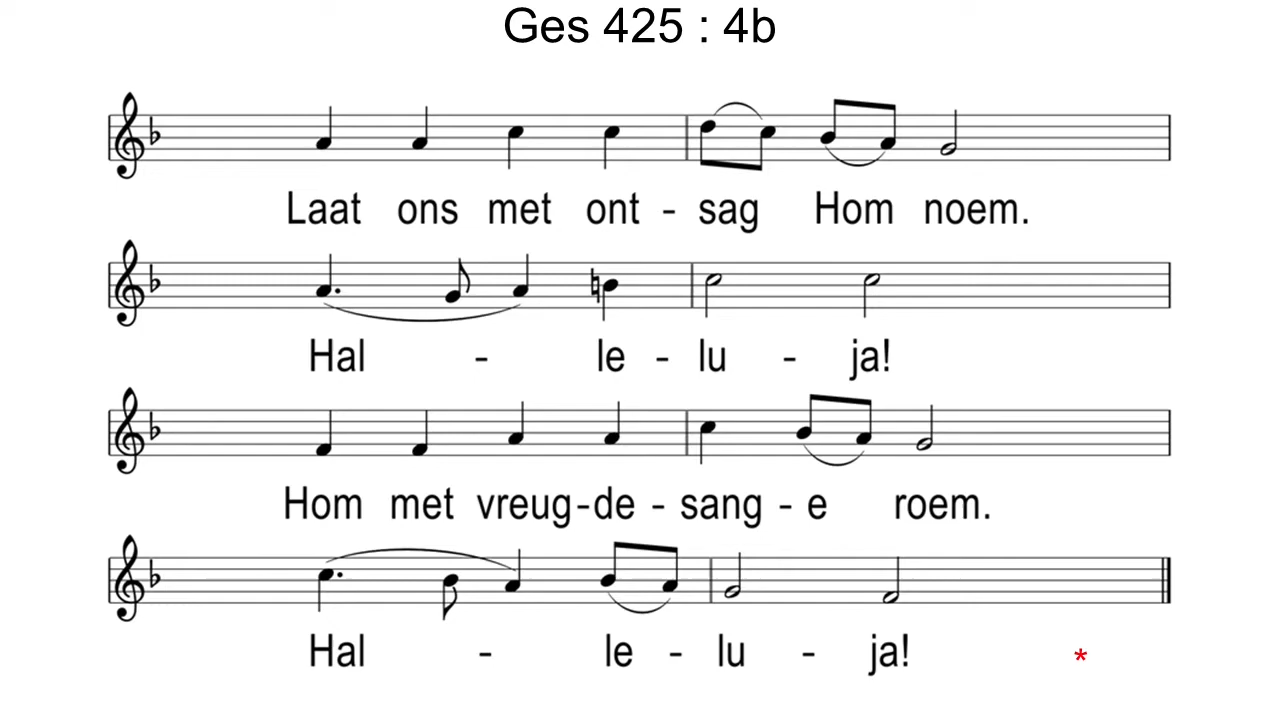 Ges 425 : 4b
Laat ons met ont - sag Hom noem.
Hal - le - lu - ja!
Hom met vreug-de - sang - e roem.
Hal - le - lu - ja! *